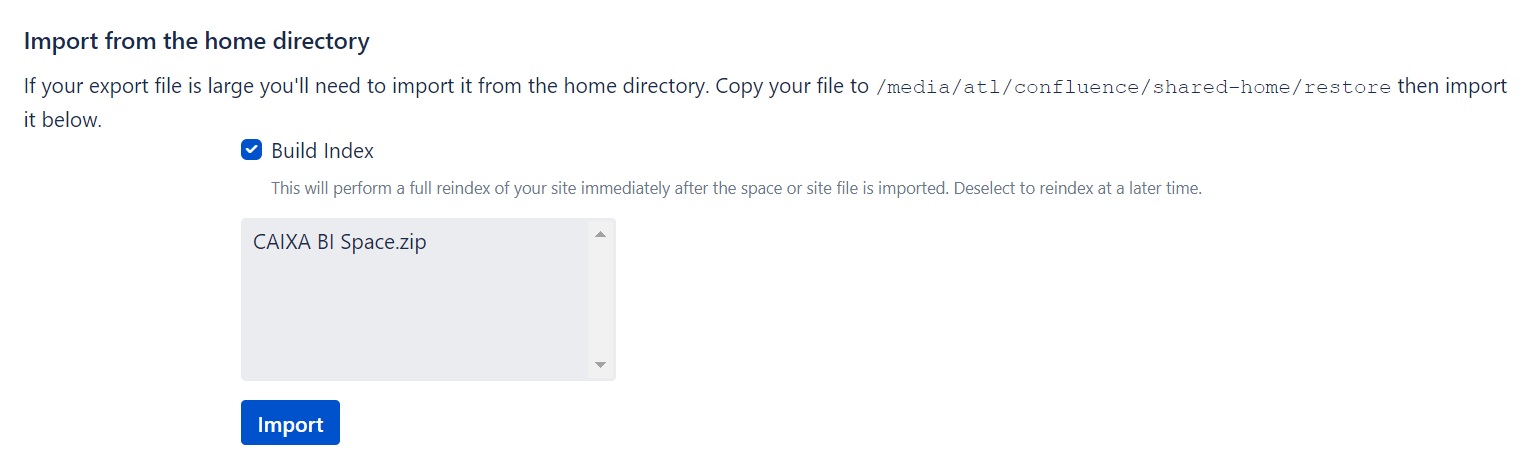 Import from the home directory
If your export file is large you'll need to import it from the home directory. Copy your file to /media/atl/confluence/shared-home/restore then import
it below.
Build Index
This will perform a full reindex of your site immediately after the space or site file is imported. Deselect to reindex at a later time.
CAIXA BI Space.zip
Import